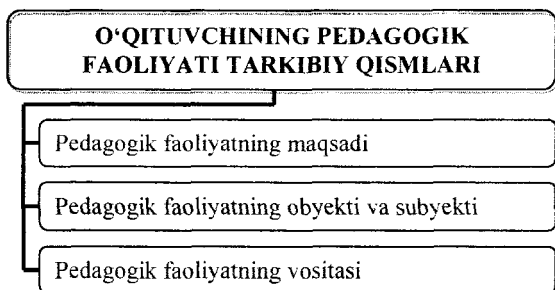 O‘QITUVCHINING PEDAGOGIK
FAOLIYATI TARKIBIY QISMLARI
Pedagogik faoliyatning maqsadi
Pedagogik faoliyatning obyekti va subyekti
Pedagogik faoliyatning vositasi